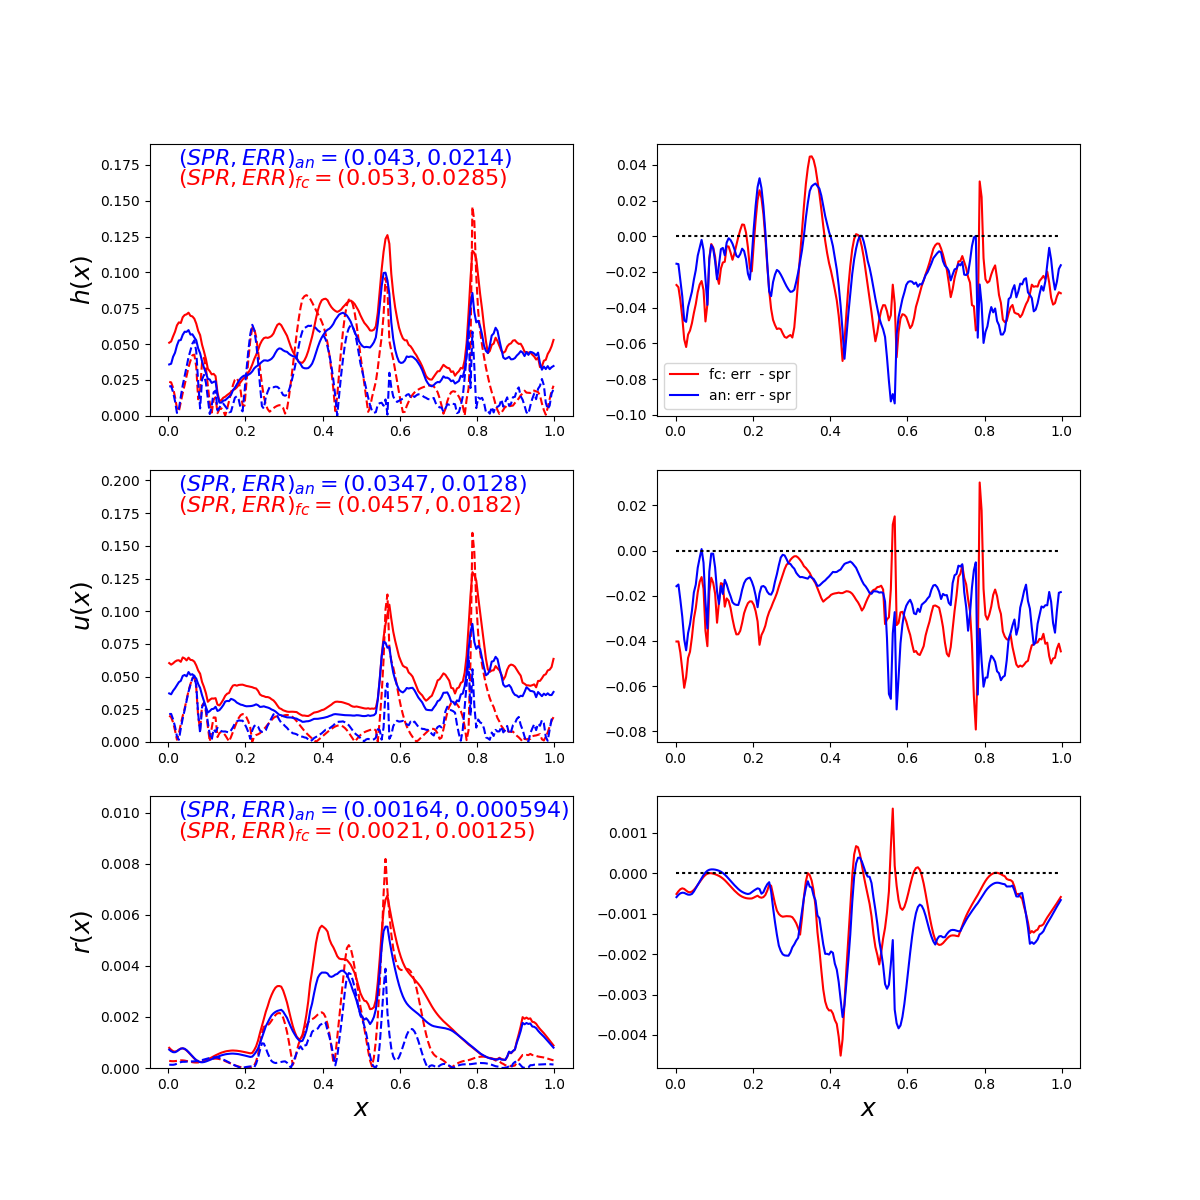 (SPR, ERR)an = (0.043, 0.0214)
(SPR, ERR)fc = (0.053, 0.0285)
h(x)
0.175
0.150
0.125
0.100
0.075
0.050
0.025
0.000
0.0 0.2 0.4 0.6 0.8 1.0
0.04
0.02
0.00
−0.02
−0.04
−0.06
−0.08
−0.10
fc: err - spr
an: err - spr
0.0 0.2 0.4 0.6 0.8 1.0
(SPR, ERR)an = (0.0347, 0.0128)
(SPR, ERR)fc = (0.0457, 0.0182)
u(x)
0.200
0.175
0.150
0.125
0.100
0.075
0.050
0.025
0.000
0.0 0.2 0.4 0.6 0.8 1.0
0.02
0.00
−0.02
−0.04
−0.06
−0.08
0.0 0.2 0.4 0.6 0.8 1.0
(SPR, ERR)an = (0.00164, 0.000594)
(SPR, ERR)fc = (0.0021, 0.00125)
r(x)
0.010
0.008
0.006
0.004
0.002
0.000
0.0 0.2 0.4 0.6 0.8 1.0
x
0.001
0.000
−0.001
−0.002
−0.003
−0.004
0.0 0.2 0.4 0.6 0.8 1.0
x